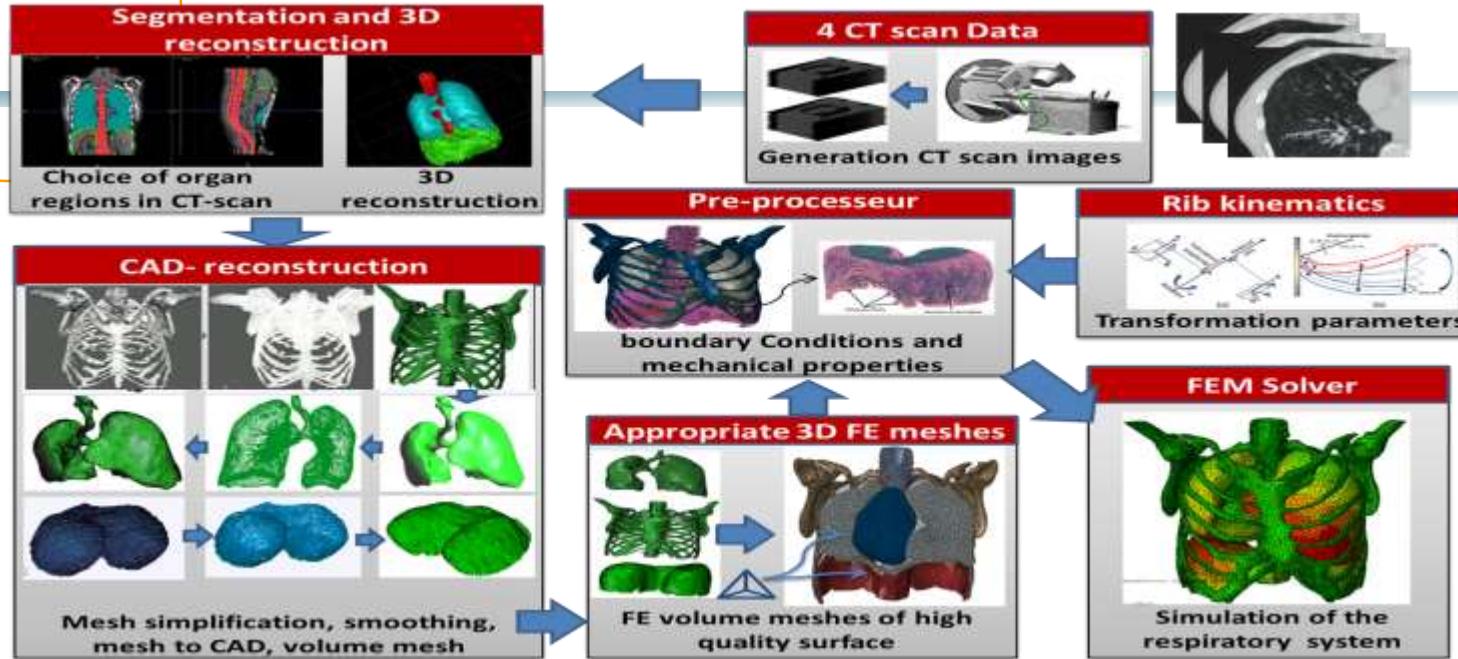 Segmentation and 3D
reconstruction
Choice of organ
regions in CT-scan
3D
reconstruction
4 CT scan Data
Generation CT scan images
Pre-processeur
boundary Conditions and
mechanical properties
Rib kinematics
Transformation parameters
CAD- reconstruction
Mesh simplification, smoothing,
mesh to CAD, volume mesh
Appropriate 3D FE meshes
FE volume meshes of high
quality surface
FEM Solver
Simulation of the
respiratory system